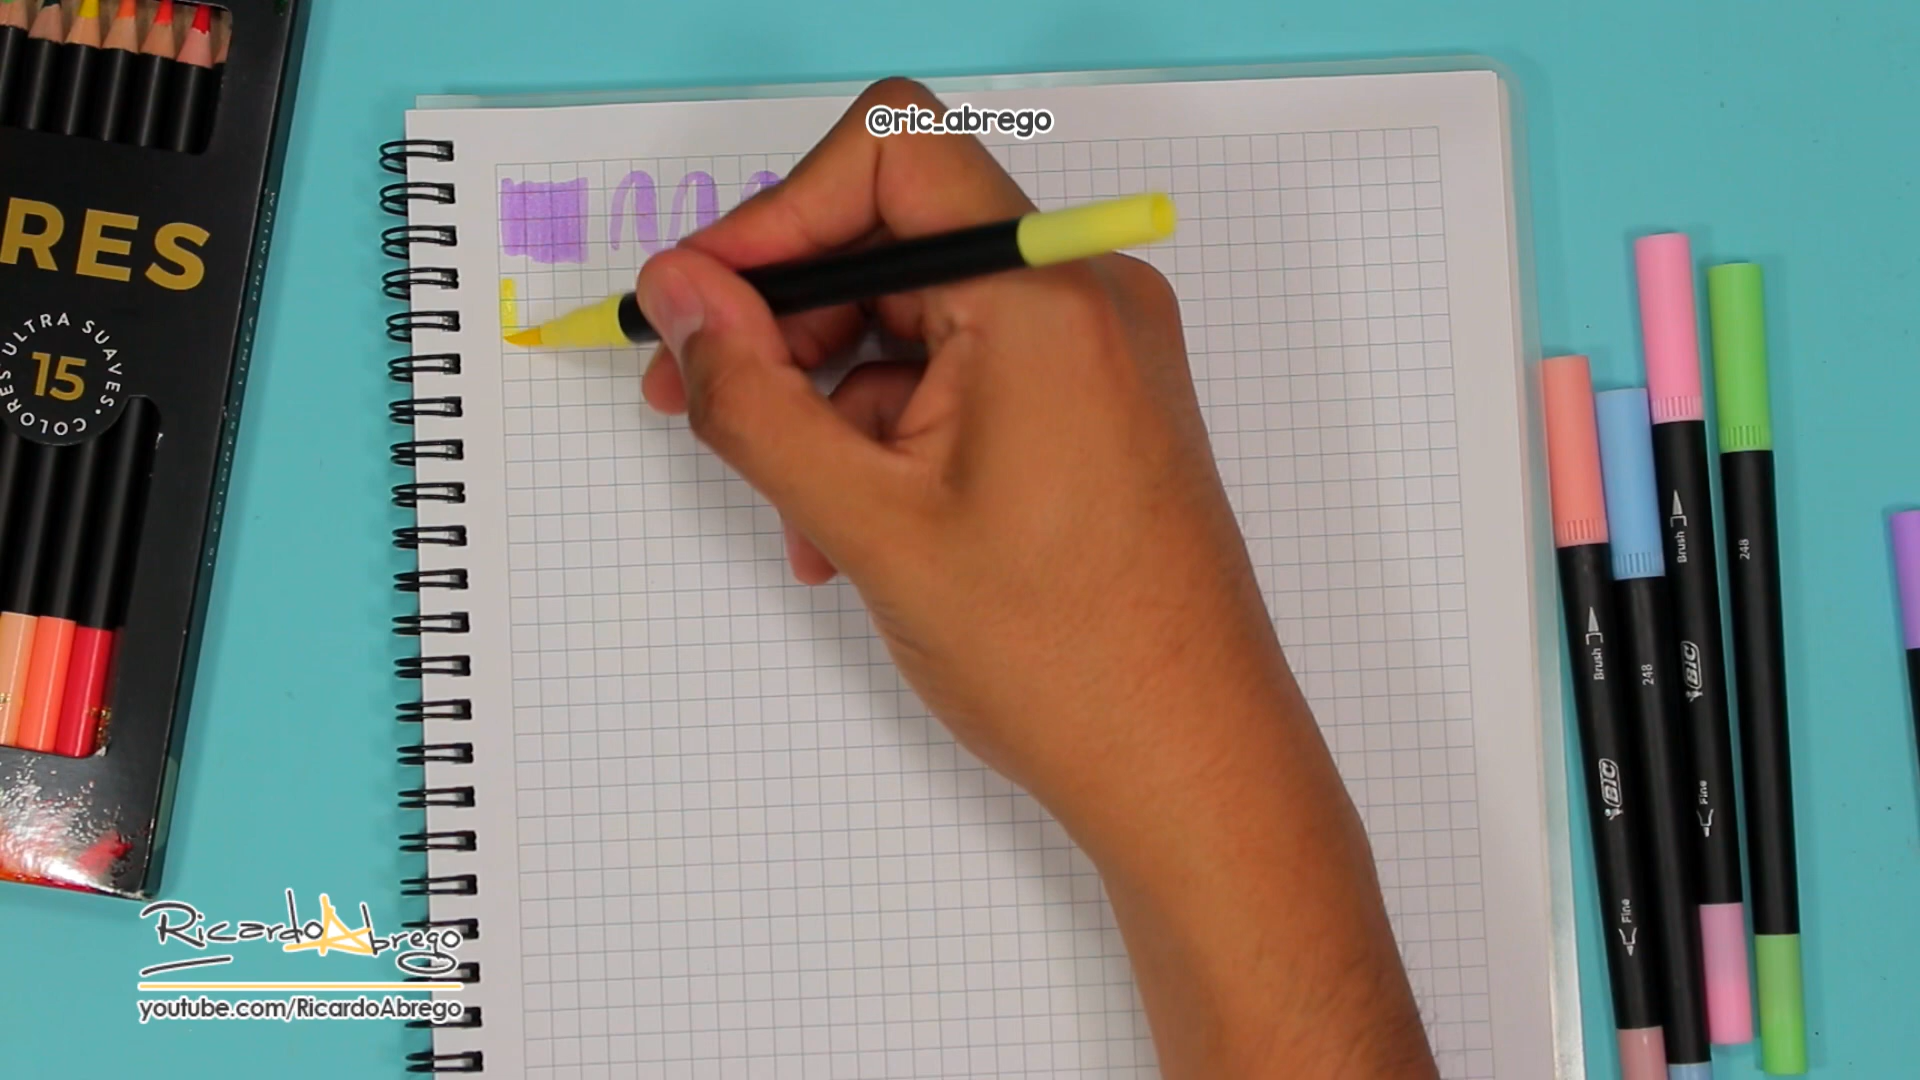 @ric_abrego
RES
ULTRA SUAVES
15
COLORES
Brush
BIC
Fine
248
Brush
BIC
Fine
248
Ricardo Abrego
youtube.com/RicardoAbrego